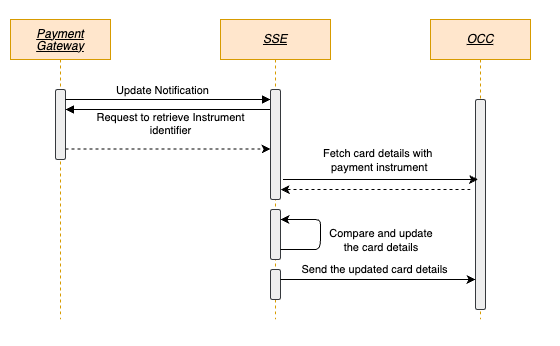 Payment
Gateway
SSE
OCC
Update Notification
Request to retrieve Instrument
identifier
Fetch card details with
payment instrument
Compare and update
the card details
Send the updated card details